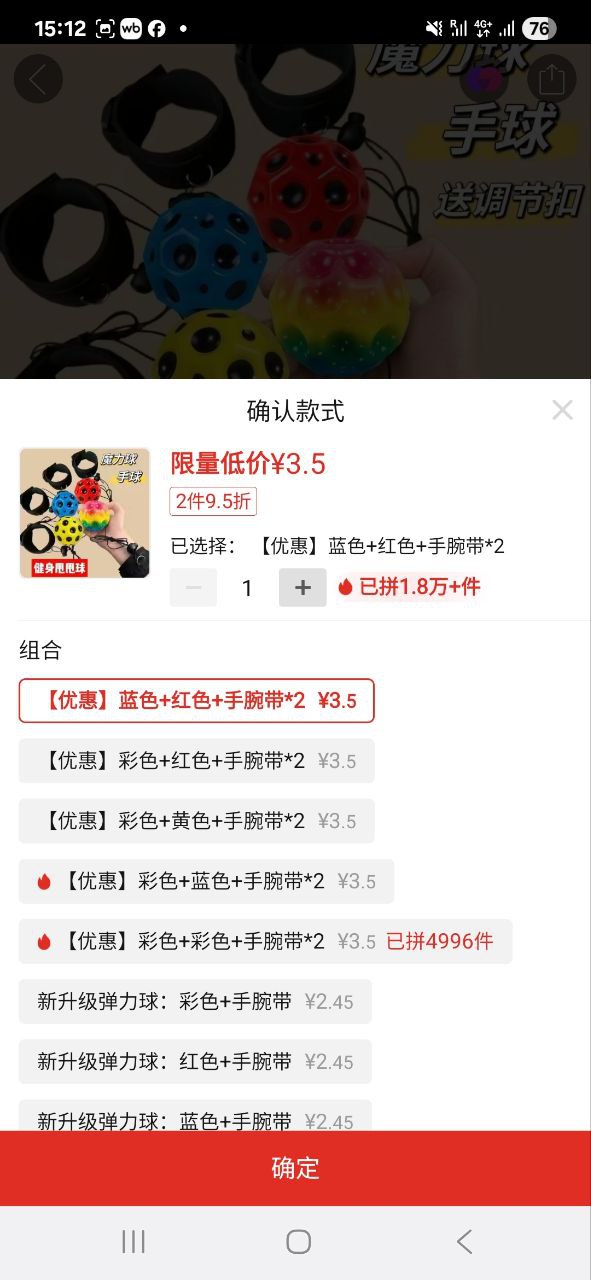 15:12
wb
R
4G+
76
魔力球
手球
送调节扣
确认款式
魔力球
手球
健身甩甩球
限量低价¥3.5
2件9.5折
已选择： 【优惠】蓝色+红色+手腕带*2
1
已拼1.8万+件
组合
【优惠】蓝色+红色+手腕带*2 ¥3.5
【优惠】彩色+红色+手腕带*2 ¥3.5
【优惠】彩色+黄色+手腕带*2 ¥3.5
【优惠】彩色+蓝色+手腕带*2 ¥3.5
【优惠】彩色+彩色+手腕带*2 ¥3.5 已拼4996件
新升级弹力球：彩色+手腕带 ¥2.45
新升级弹力球：红色+手腕带 ¥2.45
新升级弹力球：蓝色+手腕带 ¥2.45
确定